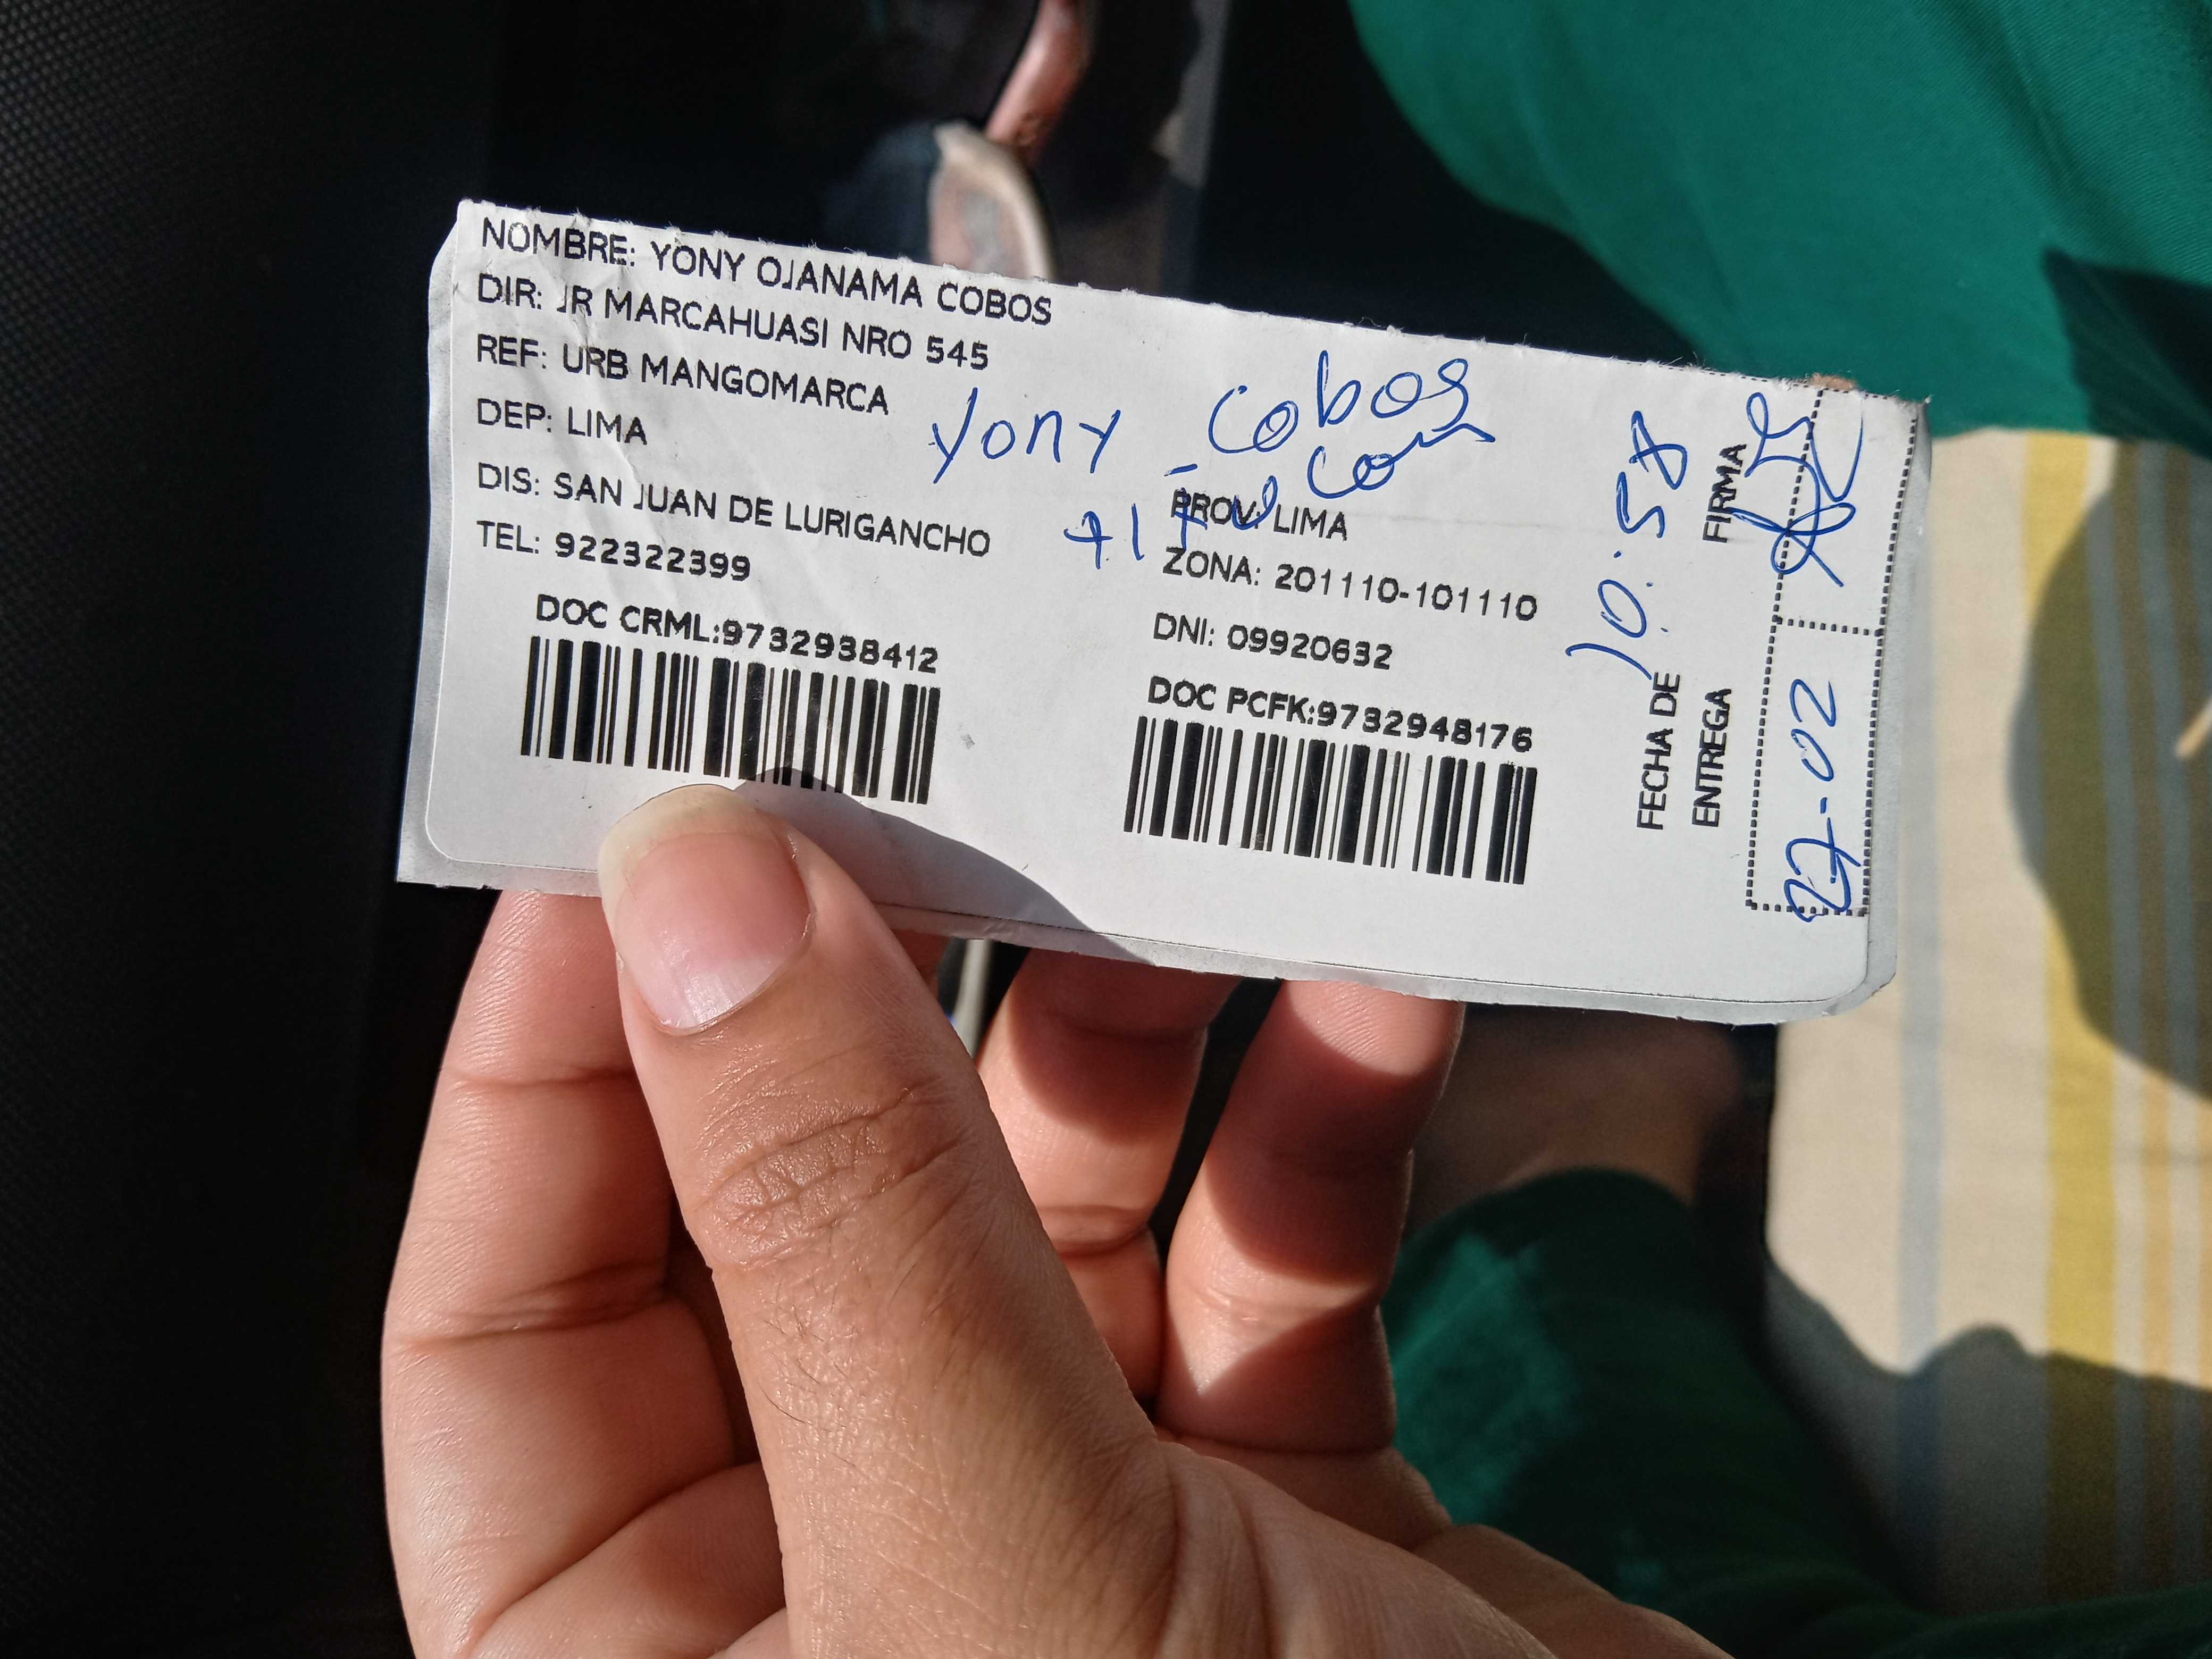 NOMBRE: YONY OJANAMA COBOS
DIR: JR MARCAHUASI NRO 545
REF: URB MANGOMARCA
DEP: LIMA
DIS: SAN JUAN DE LURIGANCHO
TEL: 922322399
Yony Cobos
PROV: LIMA
ZONA: 201110-101110
DNI: 09920632
DOC CRML:9732938412
DOC PCFK:9732948176
FECHA DE
ENTREGA
FIRMA
27-02